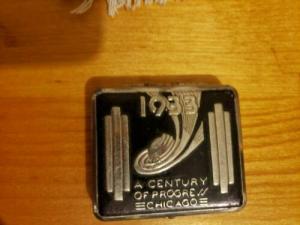 1933
A CENTURY
OF PROGRESS
CHICAGO